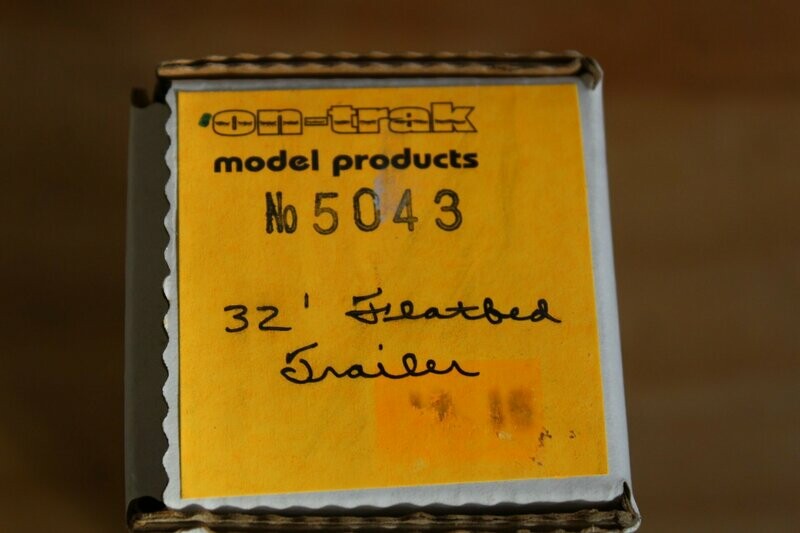 on-trak
model products
No 5043
32' Flatbed
Trailer